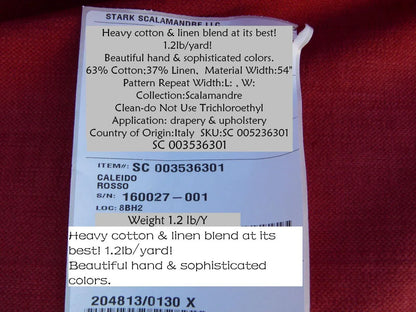 STARK SCALAMANDRE LLC
Heavy cotton & linen blend at its best!
1.2lb/yard!
Beautiful hand & sophisticated colors.
63% Cotton;37% Linen, Material Width:54"
Pattern Repeat Width:L: , W:
Collection:Scalamandre
Clean-do Not Use Trichloroethyl
Application: drapery & upholstery
Country of Origin:Italy SKU:SC 005236301
SC 003536301
ITEM#: SC 003536301
CALEIDO
ROSSO
S/N: 160027-001
LOC: 8BH2
Weight 1.2 lb/Y
Heavy cotton & linen blend at its
best! 1.2lb/yard!
Beautiful hand & sophisticated
colors.
204813/0130 X